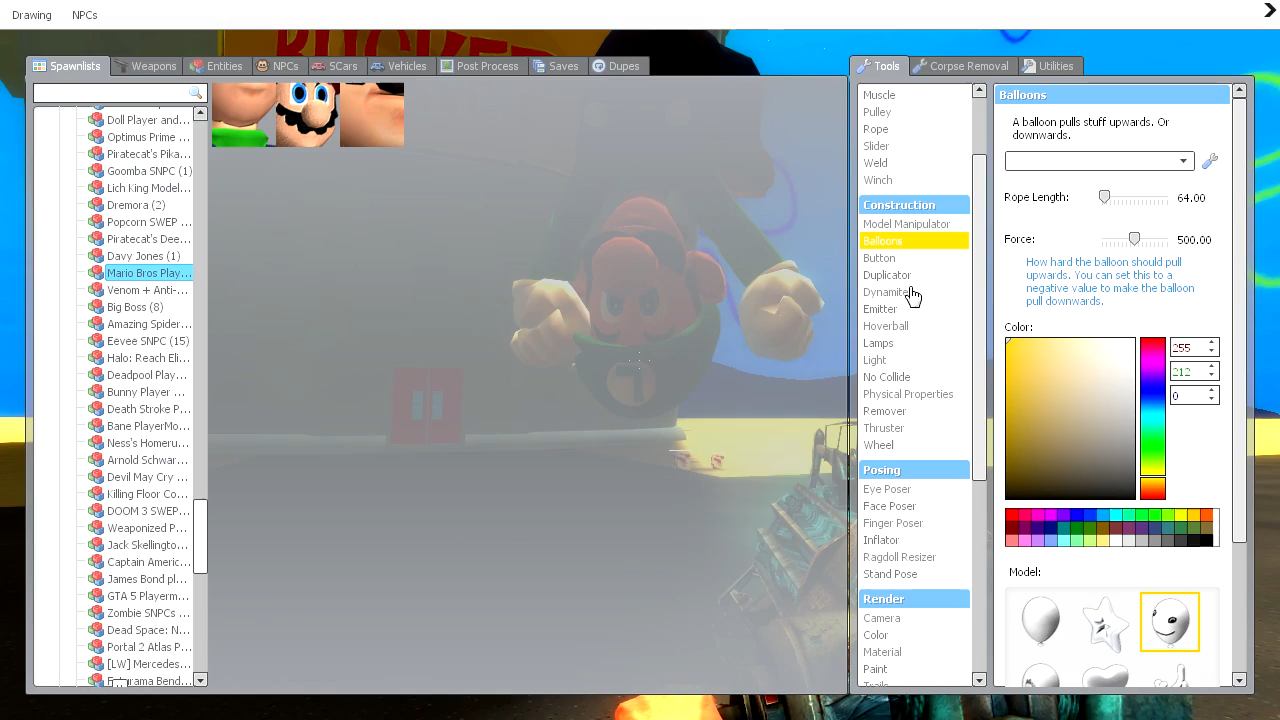 Drawing NPCs
BUCKET
Spawnlists Weapons Entities NPCs SCars Vehicles Post Process Saves Dupes
Doll Player and...
Optimus Prime ...
Piratecat's Pika...
Goomba SNPC (1)
Lich King Model...
Dremora (2)
Popcorn SWEP ...
Piratecat's Dee...
Davy Jones (1)
Mario Bros Play...
Venom + Anti-...
Big Boss (8)
Amazing Spider...
Eevee SNPC (15)
Halo: Reach Eli...
Deadpool Play...
Bunny Player ...
Death Stroke P...
Bane PlayerMo...
Ness's Homeru...
Arnold Schwar...
Devil May Cry ...
Killing Floor Co...
DOOM 3 SWEP...
Weaponized P...
Jack Skellingto...
Captain Americ...
James Bond pl...
GTA 5 Playerm...
Zombie SNPCs ...
Dead Space: N...
Portal 2 Atlas P...
[LW] Mercedes...
Futurama Bend...
Tools Corpse Removal Utilities
Muscle
Pulley
Rope
Slider
Weld
Winch
Construction
Model Manipulator
Balloons
Button
Duplicator
Dynamite
Emitter
Hoverball
Lamps
Light
No Collide
Physical Properties
Remover
Thruster
Wheel
Posing
Eye Poser
Face Poser
Finger Poser
Inflator
Ragdoll Resizer
Stand Pose
Render
Camera
Color
Material
Paint
Trails
Balloons
A balloon pulls stuff upwards. Or
downwards.
Rope Length: 64.00
Force: 500.00
How hard the balloon should pull
upwards. You can set this to a
negative value to make the balloon
pull downwards.
Color:
255
212
0
Model: